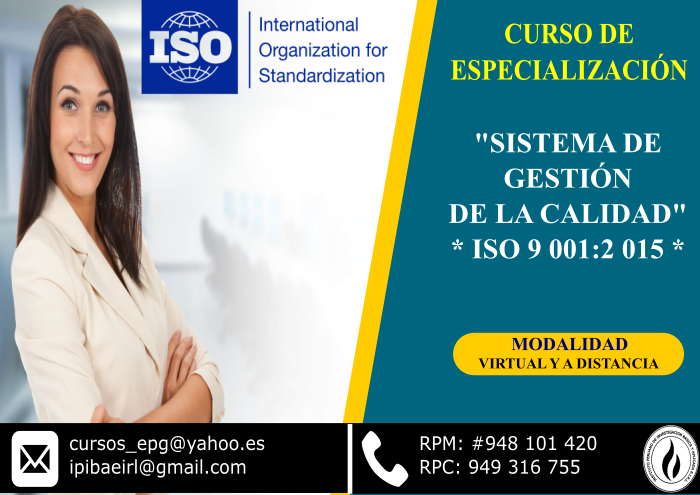 ISO
International
Organization for
Standardization
CURSO DE
ESPECIALIZACIÓN
"SISTEMA DE
GESTIÓN
DE LA CALIDAD"
* ISO 9 001:2 015 *
MODALIDAD
VIRTUAL Y A DISTANCIA
cursos_epg@yahoo.es
ipibaeirl@gmail.com
RPM: #948 101 420
RPC: 949 316 755